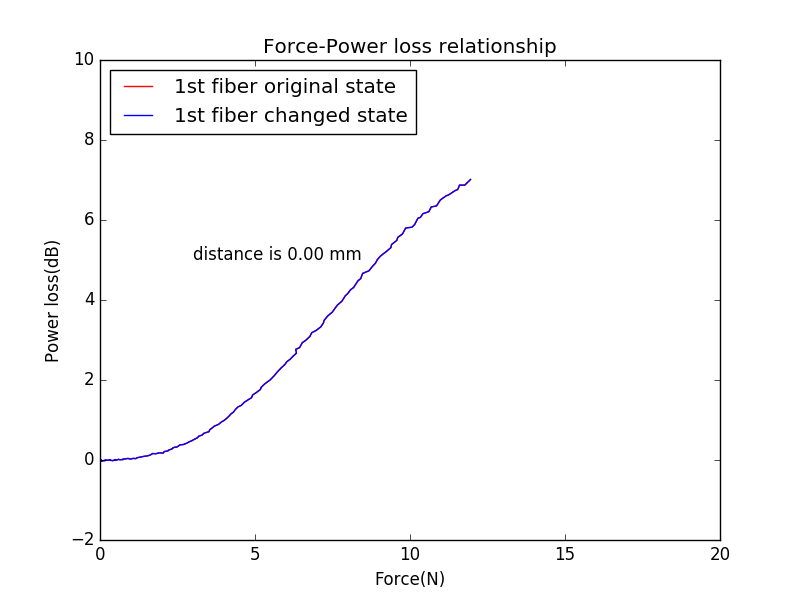 Force-Power loss relationship
10
8
6
4
2
0
−2
1st fiber original state
1st fiber changed state
distance is 0.00 mm
Power loss(dB)
0 5 10 15 20
Force(N)